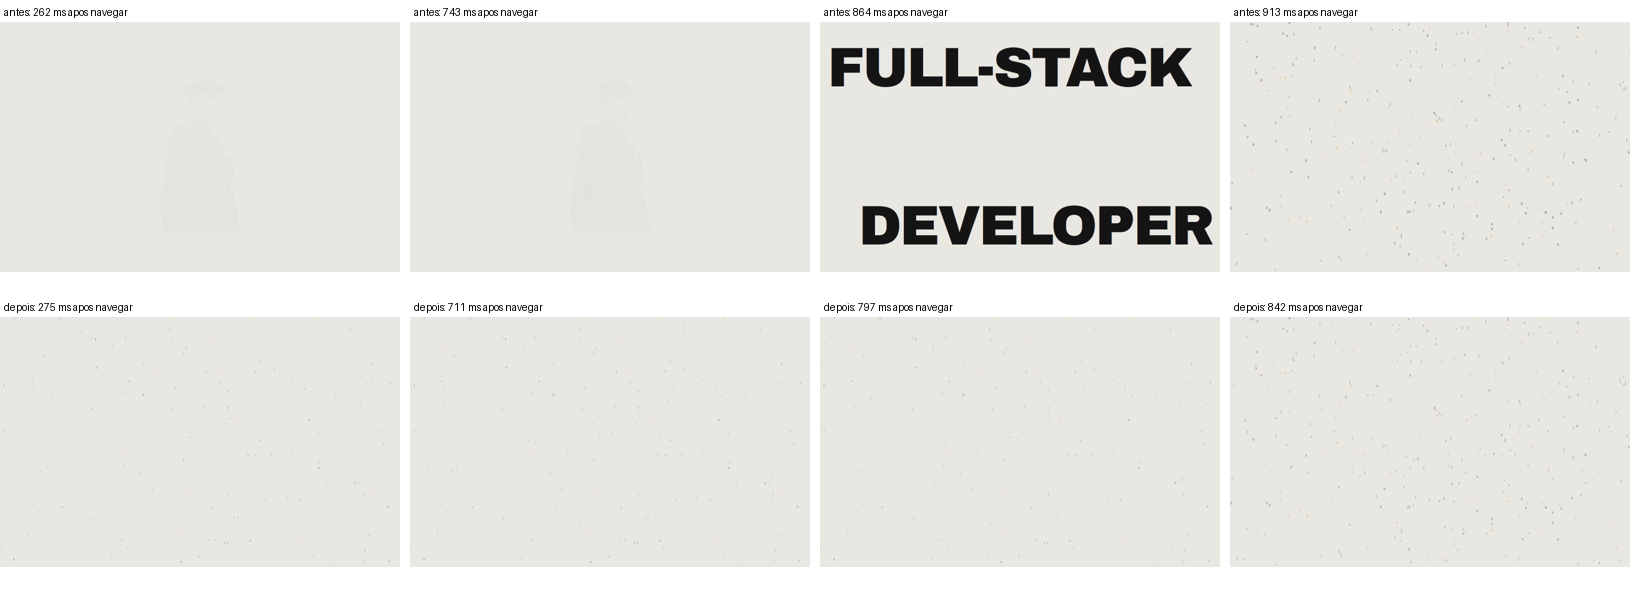 antes: 262 ms apos navegar
antes: 743 ms apos navegar
antes: 864 ms apos navegar
antes: 913 ms apos navegar
FULL-STACK
DEVELOPER
depois: 275 ms apos navegar
depois: 711 ms apos navegar
depois: 797 ms apos navegar
depois: 842 ms apos navegar